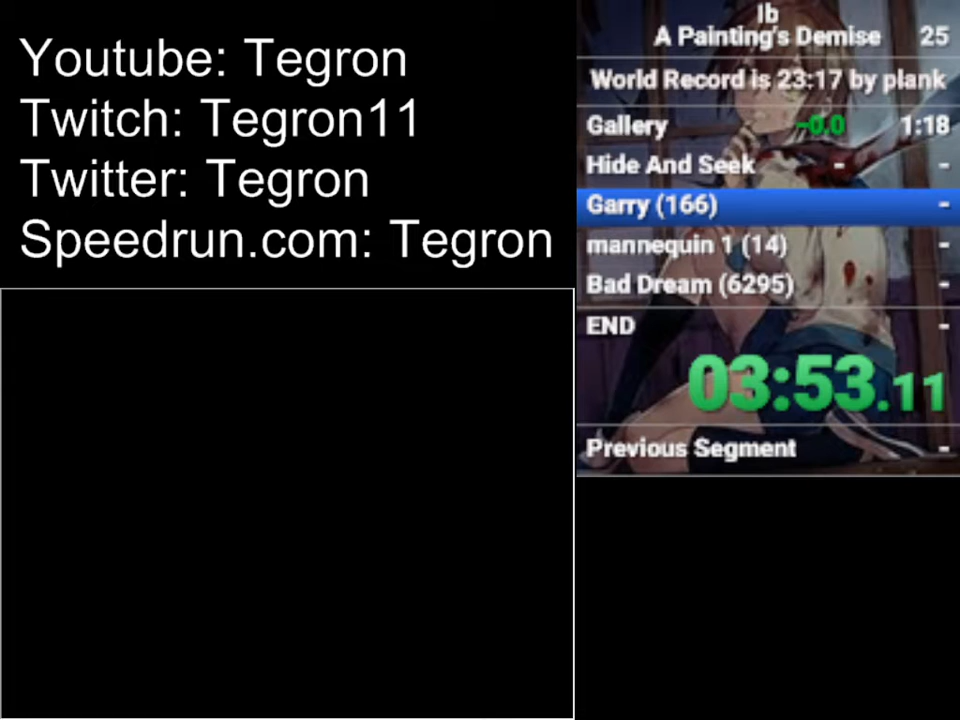 Youtube: Tegron
Twitch: Tegron11
Twitter: Tegron
Speedrun.com: Tegron
Ib
A Painting's Demise 25
World Record is 23:17 by plank
Gallery -0.0 1:18
Hide And Seek - -
Garry (166) -
mannequin 1 (14) -
Bad Dream (6295) -
END -
03:53.11
Previous Segment -